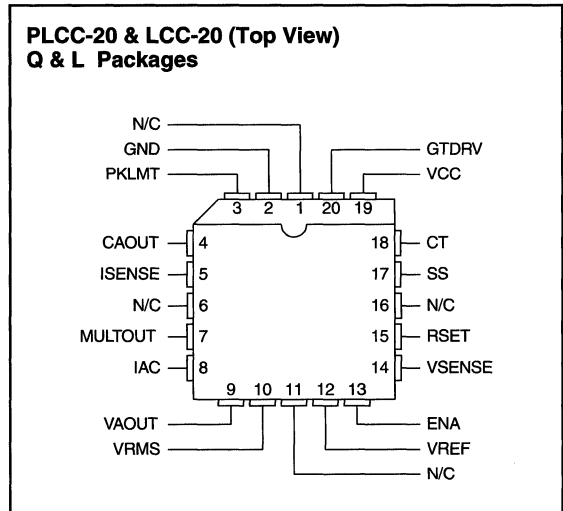 PLCC-20 & LCC-20 (Top View)
Q & L Packages
N/C
GND GTDRV
PKLMT VCC
3 2 1 20 19
CAOUT 4 18 CT
ISENSE 5 17 SS
N/C 6 16 N/C
MULTOUT 7 15 RSET
IAC 8 14 VSENSE
9 10 11 12 13
VAOUT ENA
VRMS VREF
N/C